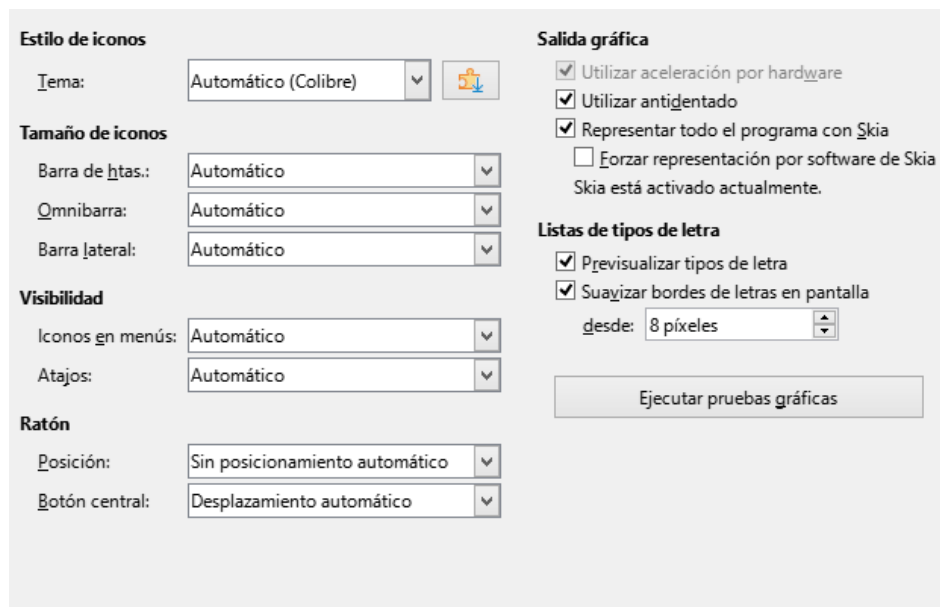 Estilo de iconos
Tema: Automático (Colibre)
Tamaño de iconos
Barra de htas.: Automático
Omnibarra: Automático
Barra lateral: Automático
Visibilidad
Iconos en menús: Automático
Atajos: Automático
Ratón
Posición: Sin posicionamiento automático
Botón central: Desplazamiento automático
Salida gráfica
Utilizar aceleración por hardware
Utilizar antidentado
Representar todo el programa con Skia
Forzar representación por software de Skia
Skia está activado actualmente.
Listas de tipos de letra
Previsualizar tipos de letra
Suavizar bordes de letras en pantalla
desde: 8 píxeles
Ejecutar pruebas gráficas